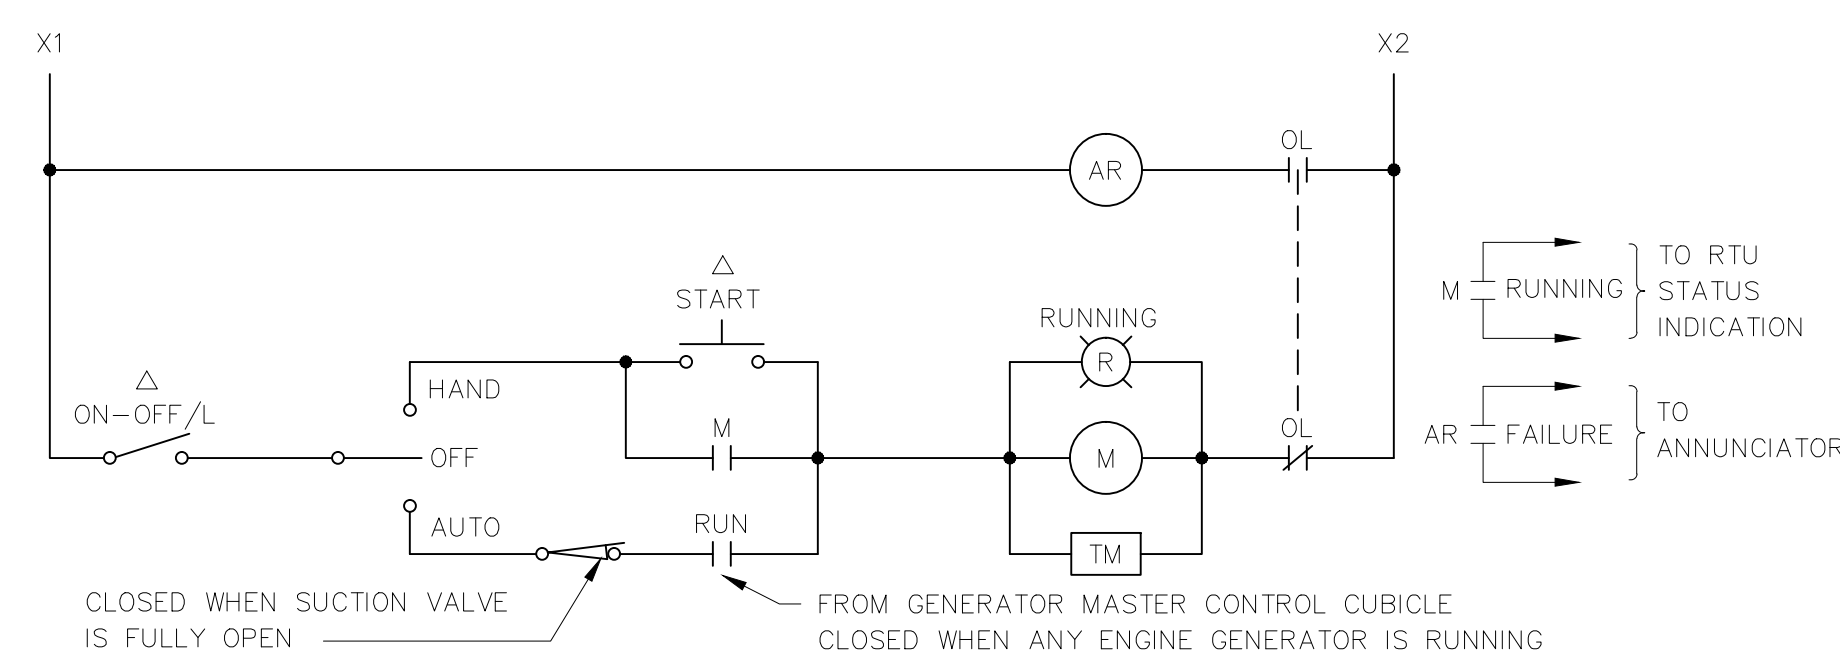 X1
X2
OL
AR
START
RUNNING
R
M
RUNNING
TO RTU
STATUS
INDICATION
HAND
ON-OFF/L
OFF
M
M
OL
AR
FAILURE
TO
ANNUNCIATOR
AUTO
RUN
TM
CLOSED WHEN SUCTION VALVE
IS FULLY OPEN
FROM GENERATOR MASTER CONTROL CUBICLE
CLOSED WHEN ANY ENGINE GENERATOR IS RUNNING